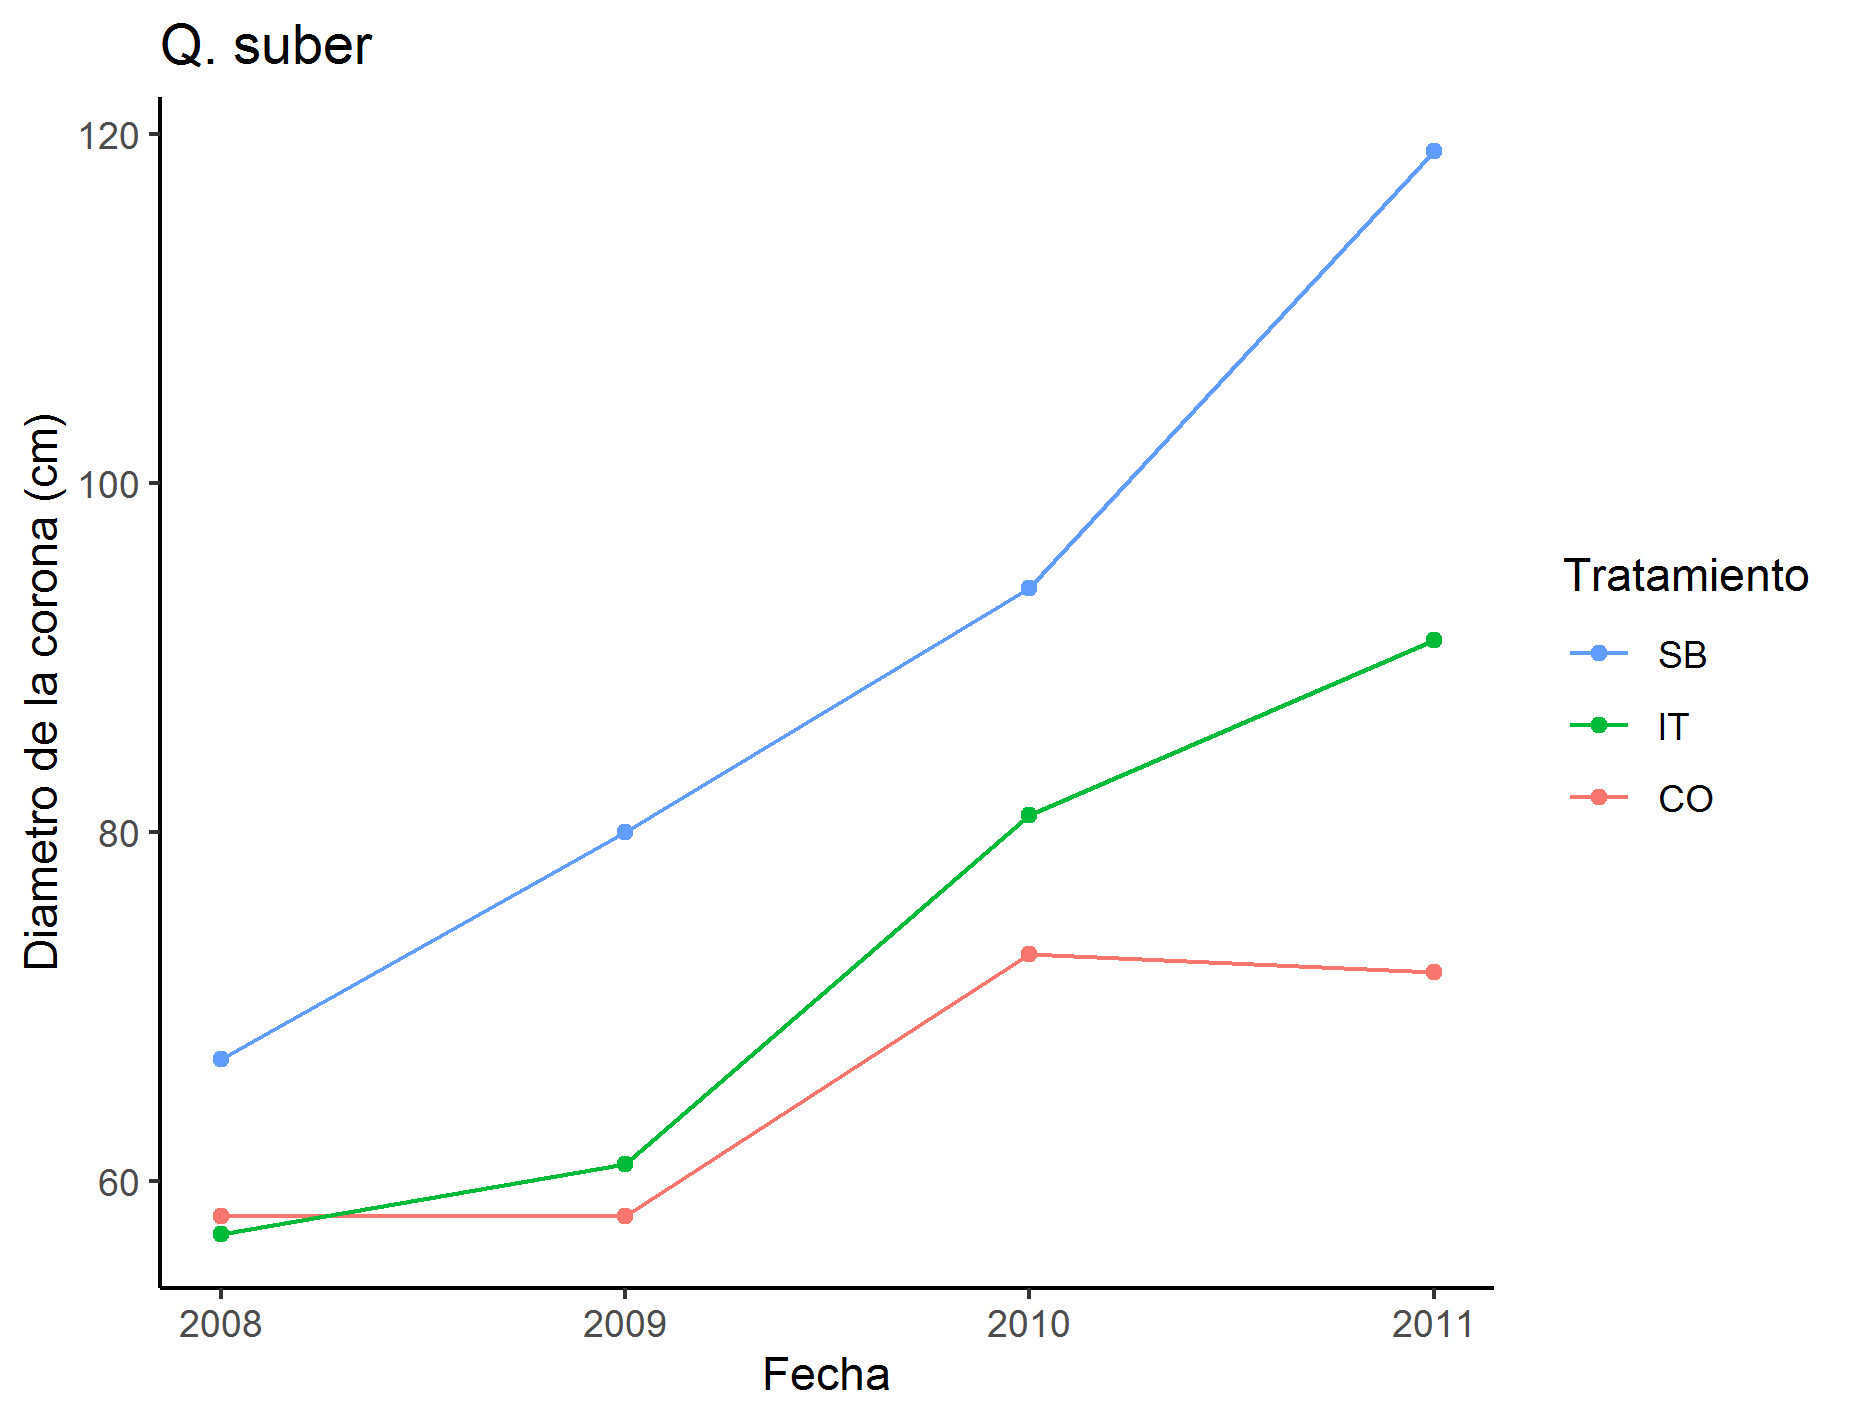 Q. suber
120
100
80
60
Diametro de la corona (cm)
2008 2009 2010 2011
Fecha
Tratamiento
SB
IT
CO